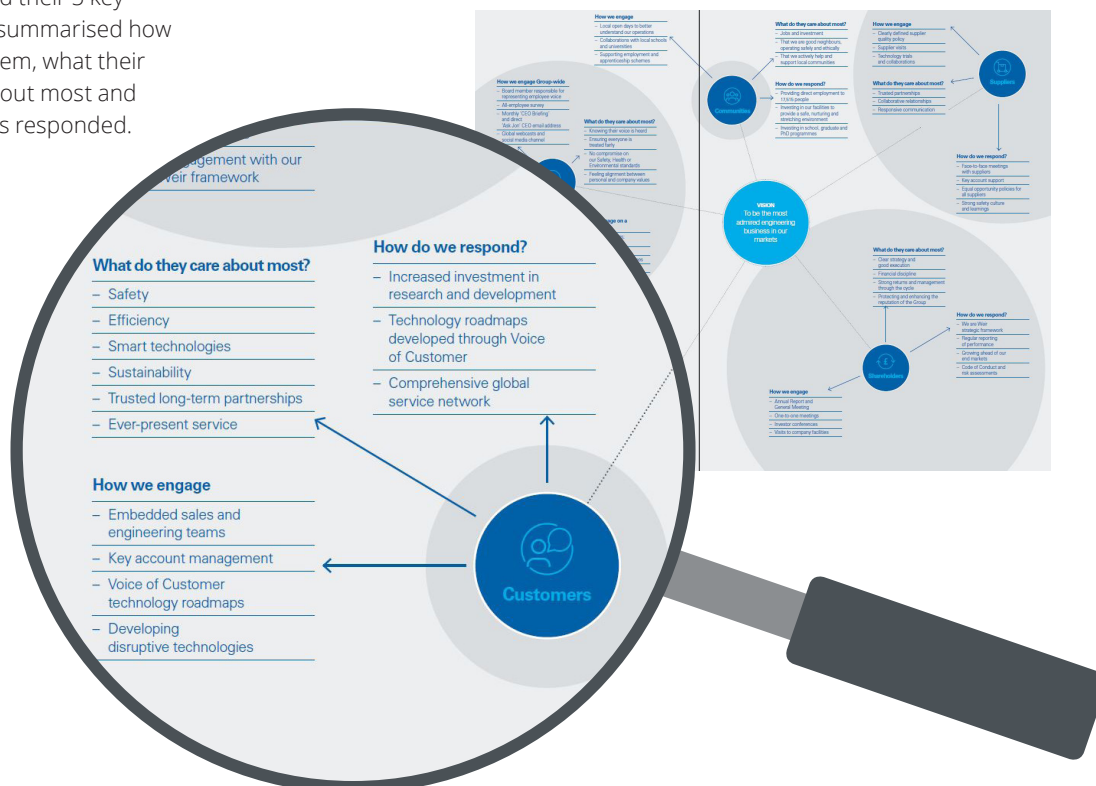 d their 5 key
summarised how
em, what their
out most and
s responded.
How we engage
– Local open days to better
understand our operations
– Collaborations with local schools
and universities
– Supporting employment and
apprenticeship schemes
What do they care about most?
– Jobs and investment
– That we are good neighbours,
operating safely and ethically
– That we actively help and
support local communities
How do we respond?
– Providing direct employment to
people
– Investing in our facilities to
provide a safe, nurturing and
stretching environment
– Investing in school, graduate and
PhD programmes
Communities
How we engage
– Clearly defined supplier
quality policy
– Supplier visits
– Technology trials
and collaborations
What do they care about most?
– Trusted partnerships
– Collaborative relationships
– Responsive communication
Suppliers
How do we respond?
– Face-to-face meetings
with suppliers
– Key account support
– Equal opportunity policies for
all suppliers
– Strong safety culture
and learnings
How we engage Group-wide
– Board member responsible for
representing employee voice
– All-employee survey
– Monthly 'CEO Briefing'
and direct
'Ask Jon' CEO email address
– Global webcasts and
social media channel
What do they care about most?
– Knowing their voice is heard
– Ensuring everyone is
treated fairly
– No compromise on
our Safety, Health or
Environmental standards
– Feeling alignment between
personal and company values
age on a
VISION
To be the most
admired engineering
business in our
markets
What do they care about most?
– Clear strategy and
good execution
– Financial discipline
– Strong returns and management
through the cycle
– Protecting and enhancing the
reputation of the Group
How do we respond?
– We are Weir
strategic framework
– Regular reporting
of performance
– Growing ahead of our
end markets
– Code of Conduct and
risk assessments
Shareholders
How we engage
– Annual Report and
General Meeting
– One-to-one meetings
– Investor conferences
– Visits to company facilities
gagement with our
eir framework
What do they care about most?
– Safety
– Efficiency
– Smart technologies
– Sustainability
– Trusted long-term partnerships
– Ever-present service
How do we respond?
– Increased investment in
research and development
– Technology roadmaps
developed through Voice
of Customer
– Comprehensive global
service network
How we engage
– Embedded sales and
engineering teams
– Key account management
– Voice of Customer
technology roadmaps
– Developing
disruptive technologies
Customers